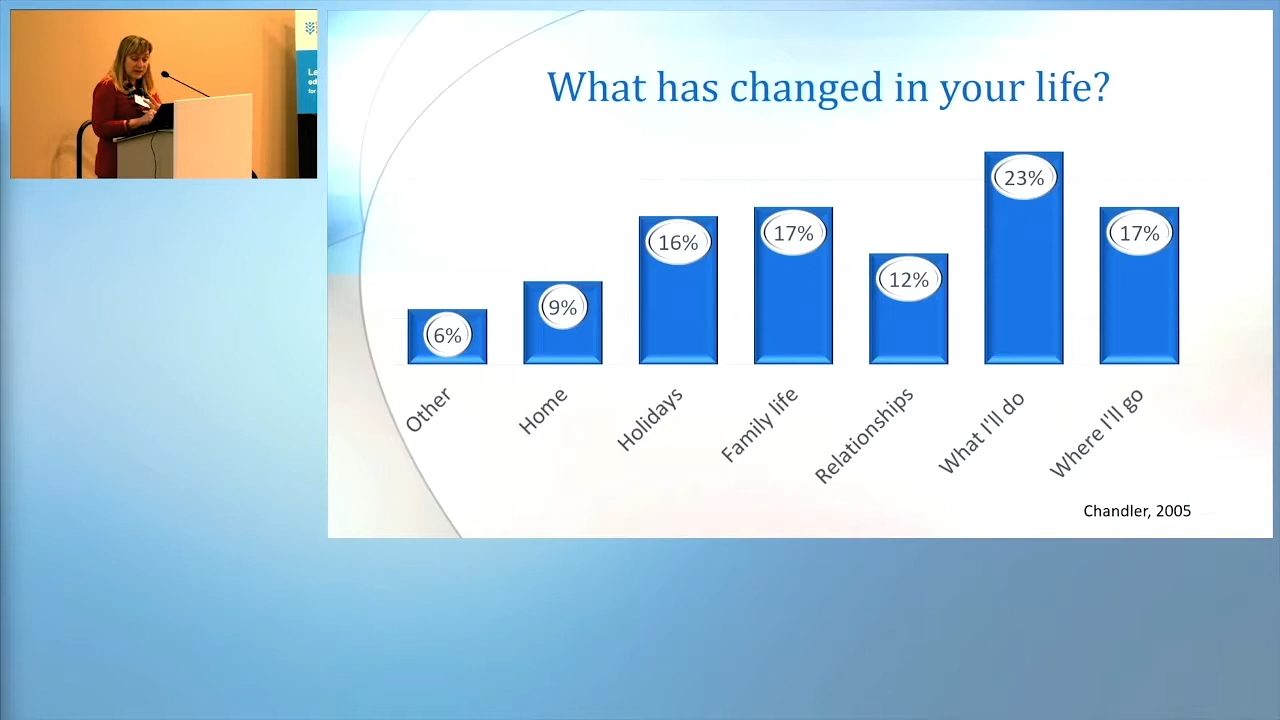 What has changed in your life?
6%
9%
16%
17%
12%
23%
17%
Other
Home
Holidays
Family life
Relationships
What I'll do
Where I'll go
Chandler, 2005
for